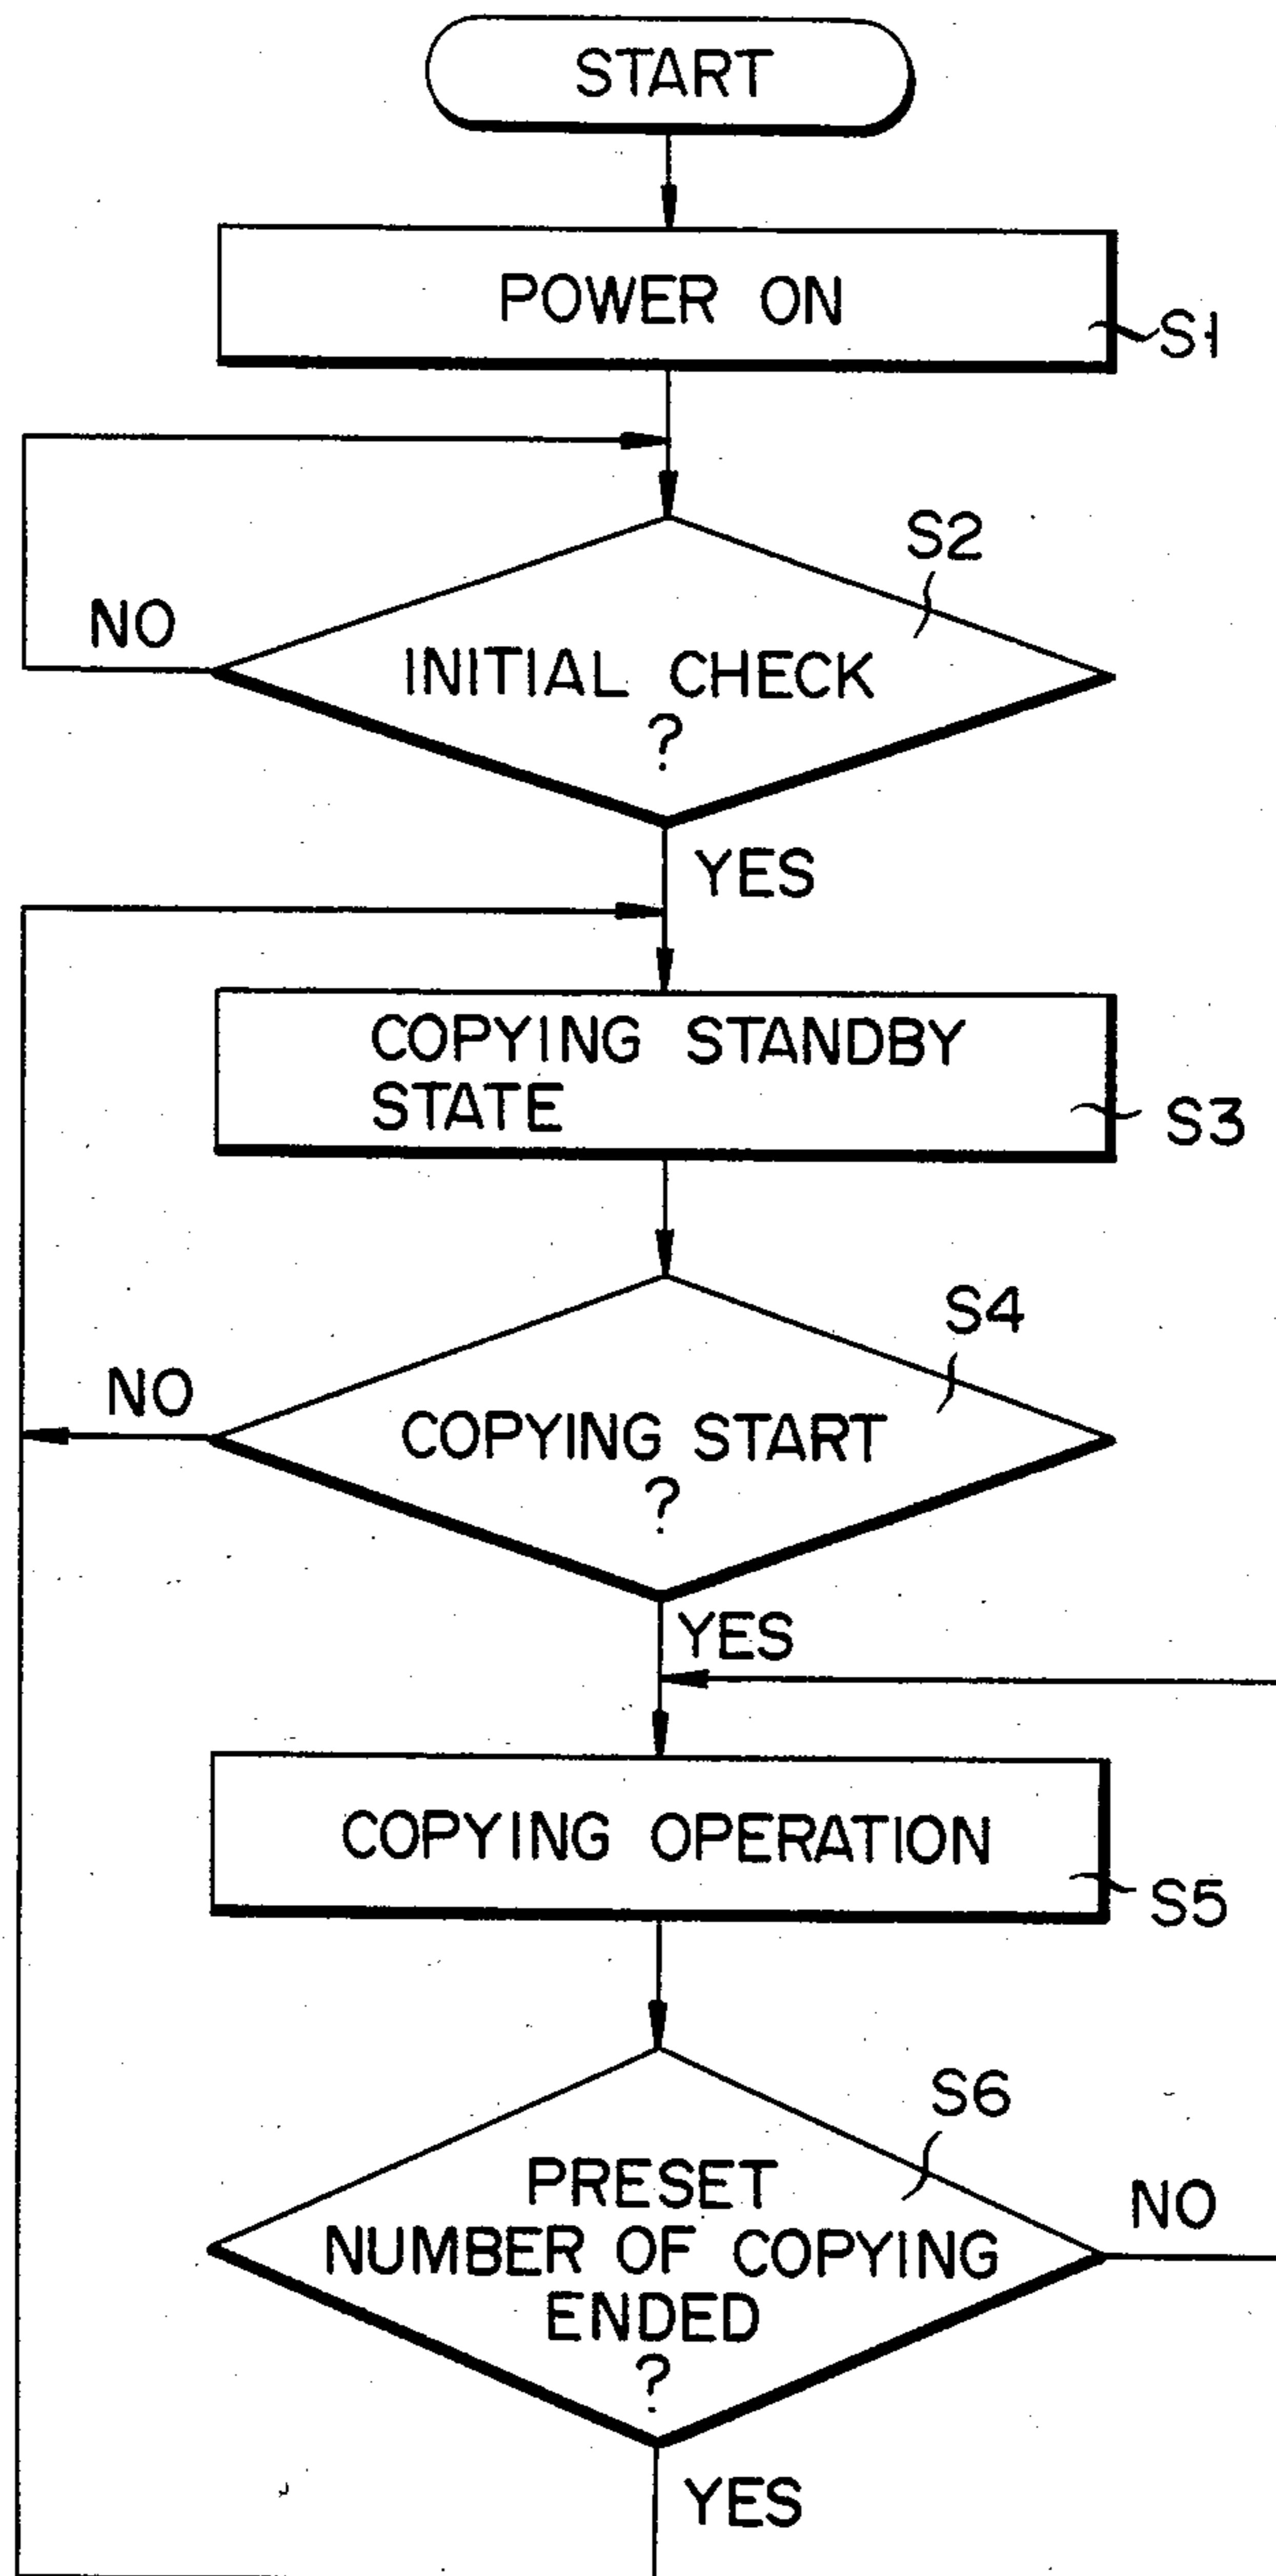 START
POWER ON
S1
S2
NO
INITIAL CHECK
?
YES
COPYING STANDBY
STATE
S3
S4
NO
COPYING START
?
YES
COPYING OPERATION
S5
S6
PRESET
NUMBER OF COPYING
ENDED
?
NO
YES